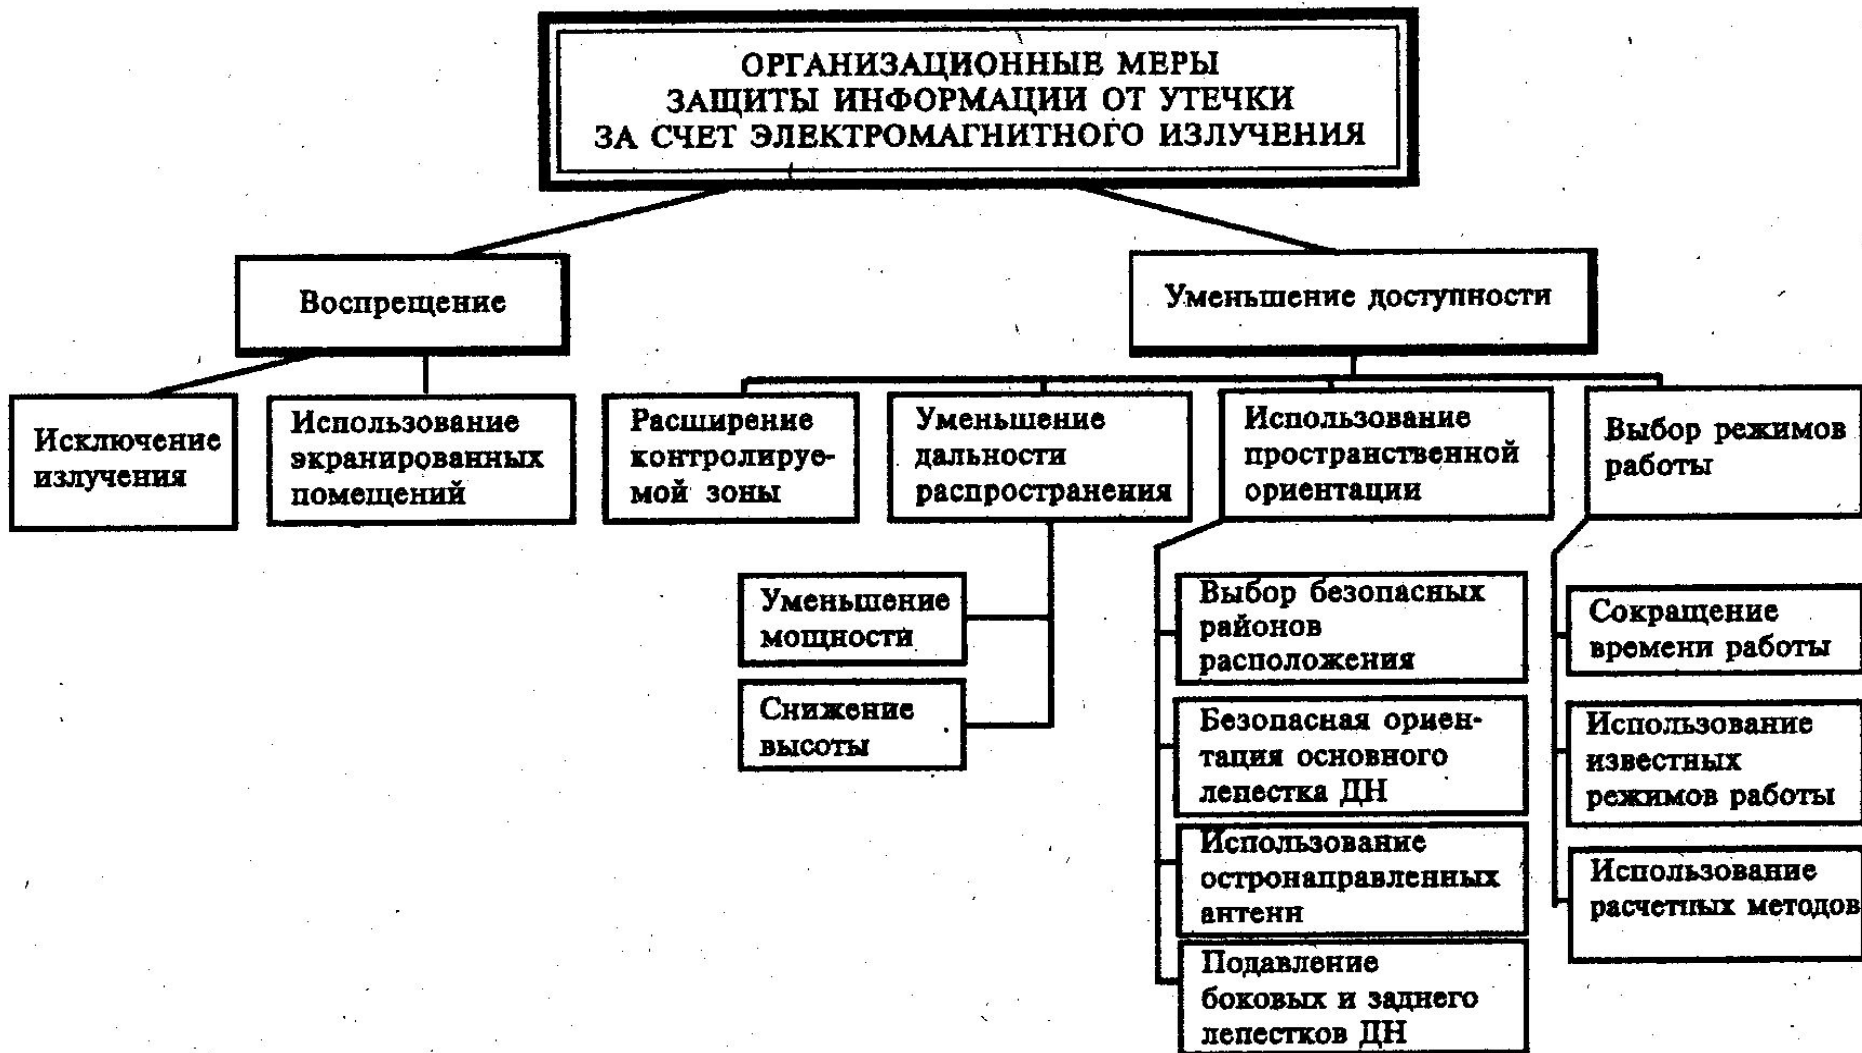 ОРГАНИЗАЦИОННЫЕ МЕРЫ
ЗАЩИТЫ ИНФОРМАЦИИ ОТ УТЕЧКИ
ЗА СЧЕТ ЭЛЕКТРОМАГНИТНОГО ИЗЛУЧЕНИЯ
Воспрещение
Уменьшение доступности
Исключение
излучения
Использование
экранированных
помещений
Расширение
контролируе-
мой зоны
Уменьшение
дальности
распространения
Использование
пространственной
ориентации
Выбор режимов
работы
Уменьшение
мощности
Снижение
высоты
Выбор безопасных
районов
расположения
Безопасная ориен-
тация основного
лепестка ДН
Использование
остронаправленных
антенн
Подавление
боковых и заднего
лепестков ДН
Сокращение
времени работы
Использование
известных
режимов работы
Использование
расчетных методов